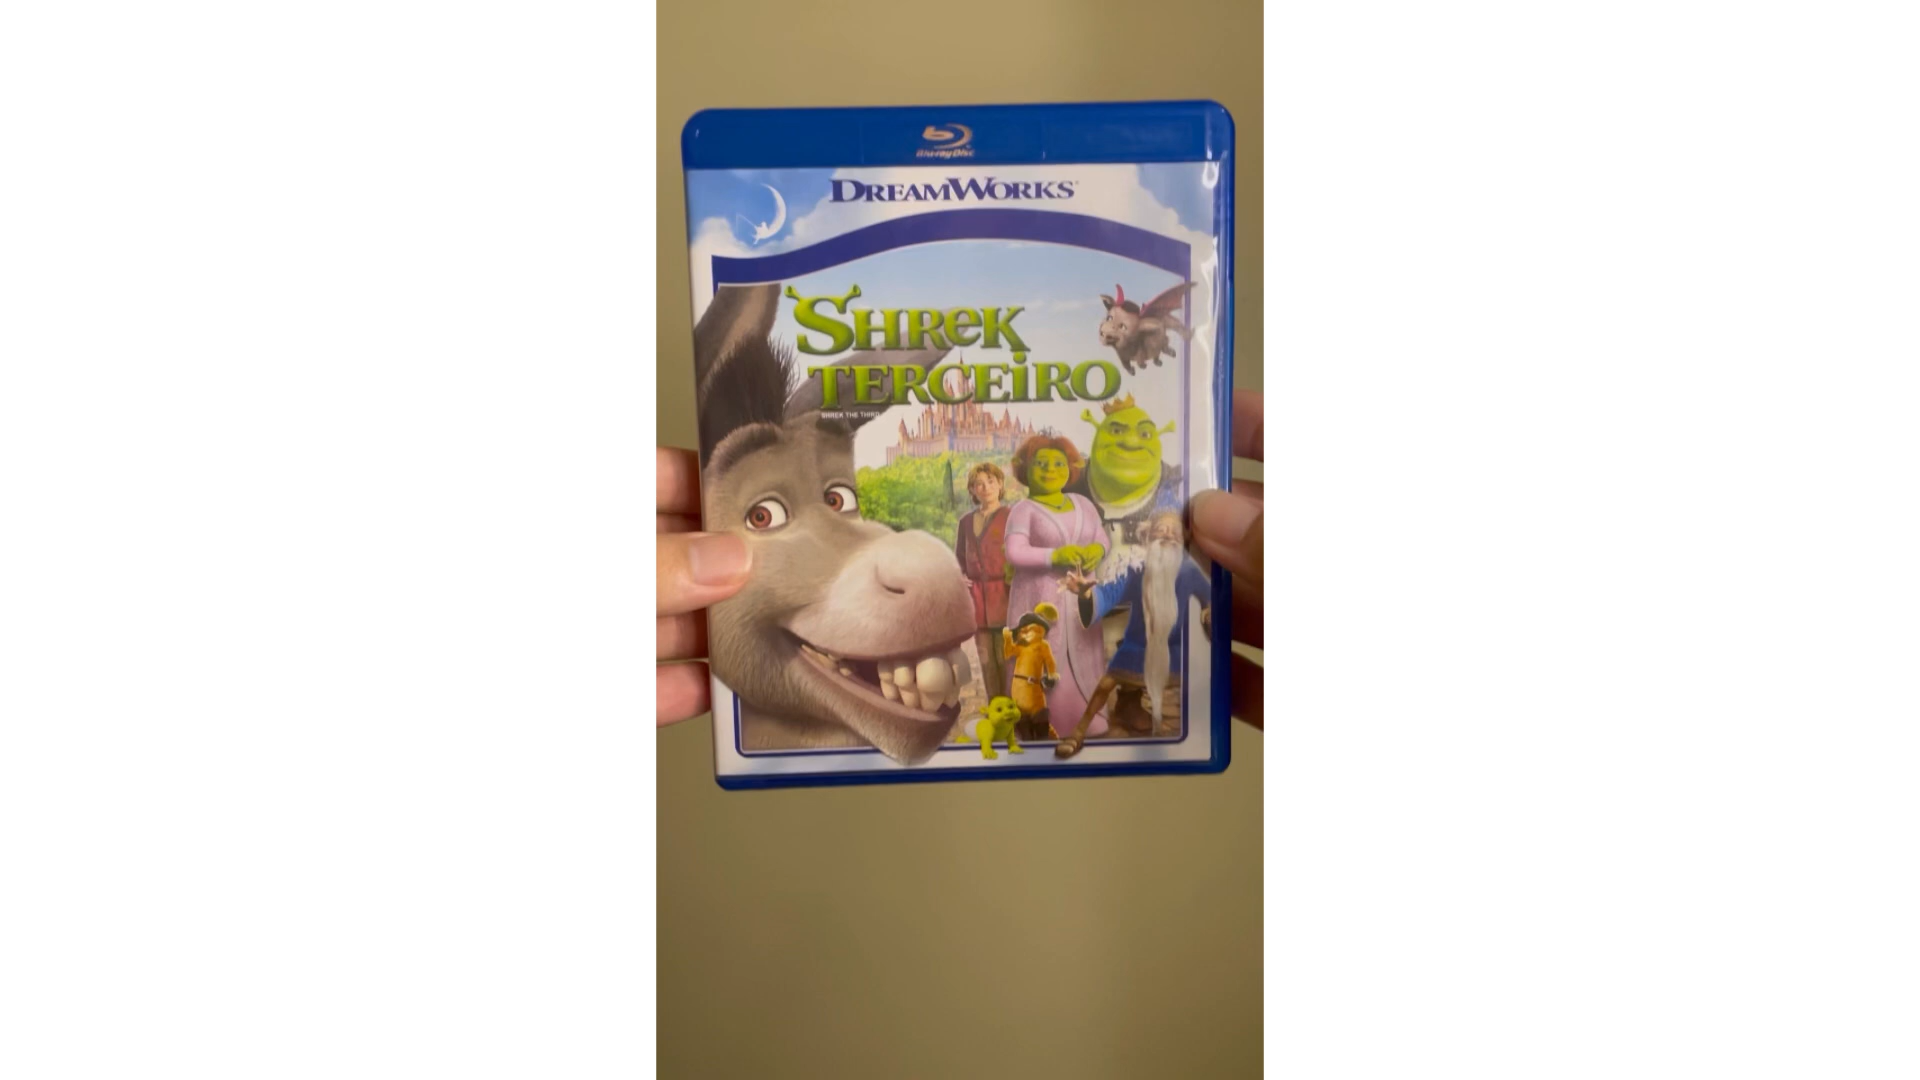 Blu-ray Disc
DREAMWORKS
SHREK
TERCEIRO
SHREK THE THIRD